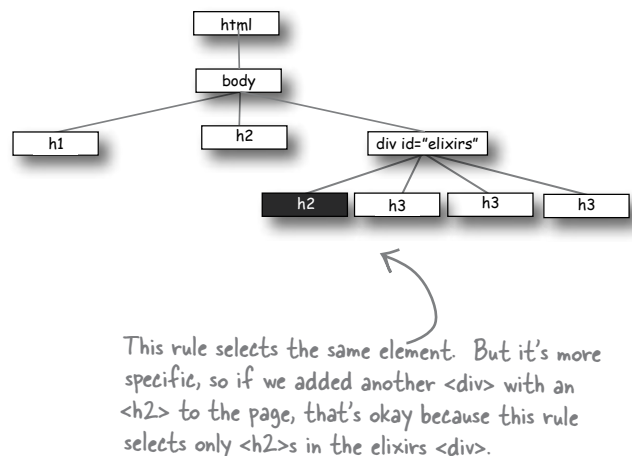 html
body
h1
h2
div id="elixirs"
h2
h3
h3
h3
This rule selects the same element. But it's more
specific, so if we added another <div> with an
<h2> to the page, that's okay because this rule
selects only <h2>s in the elixirs <div>.